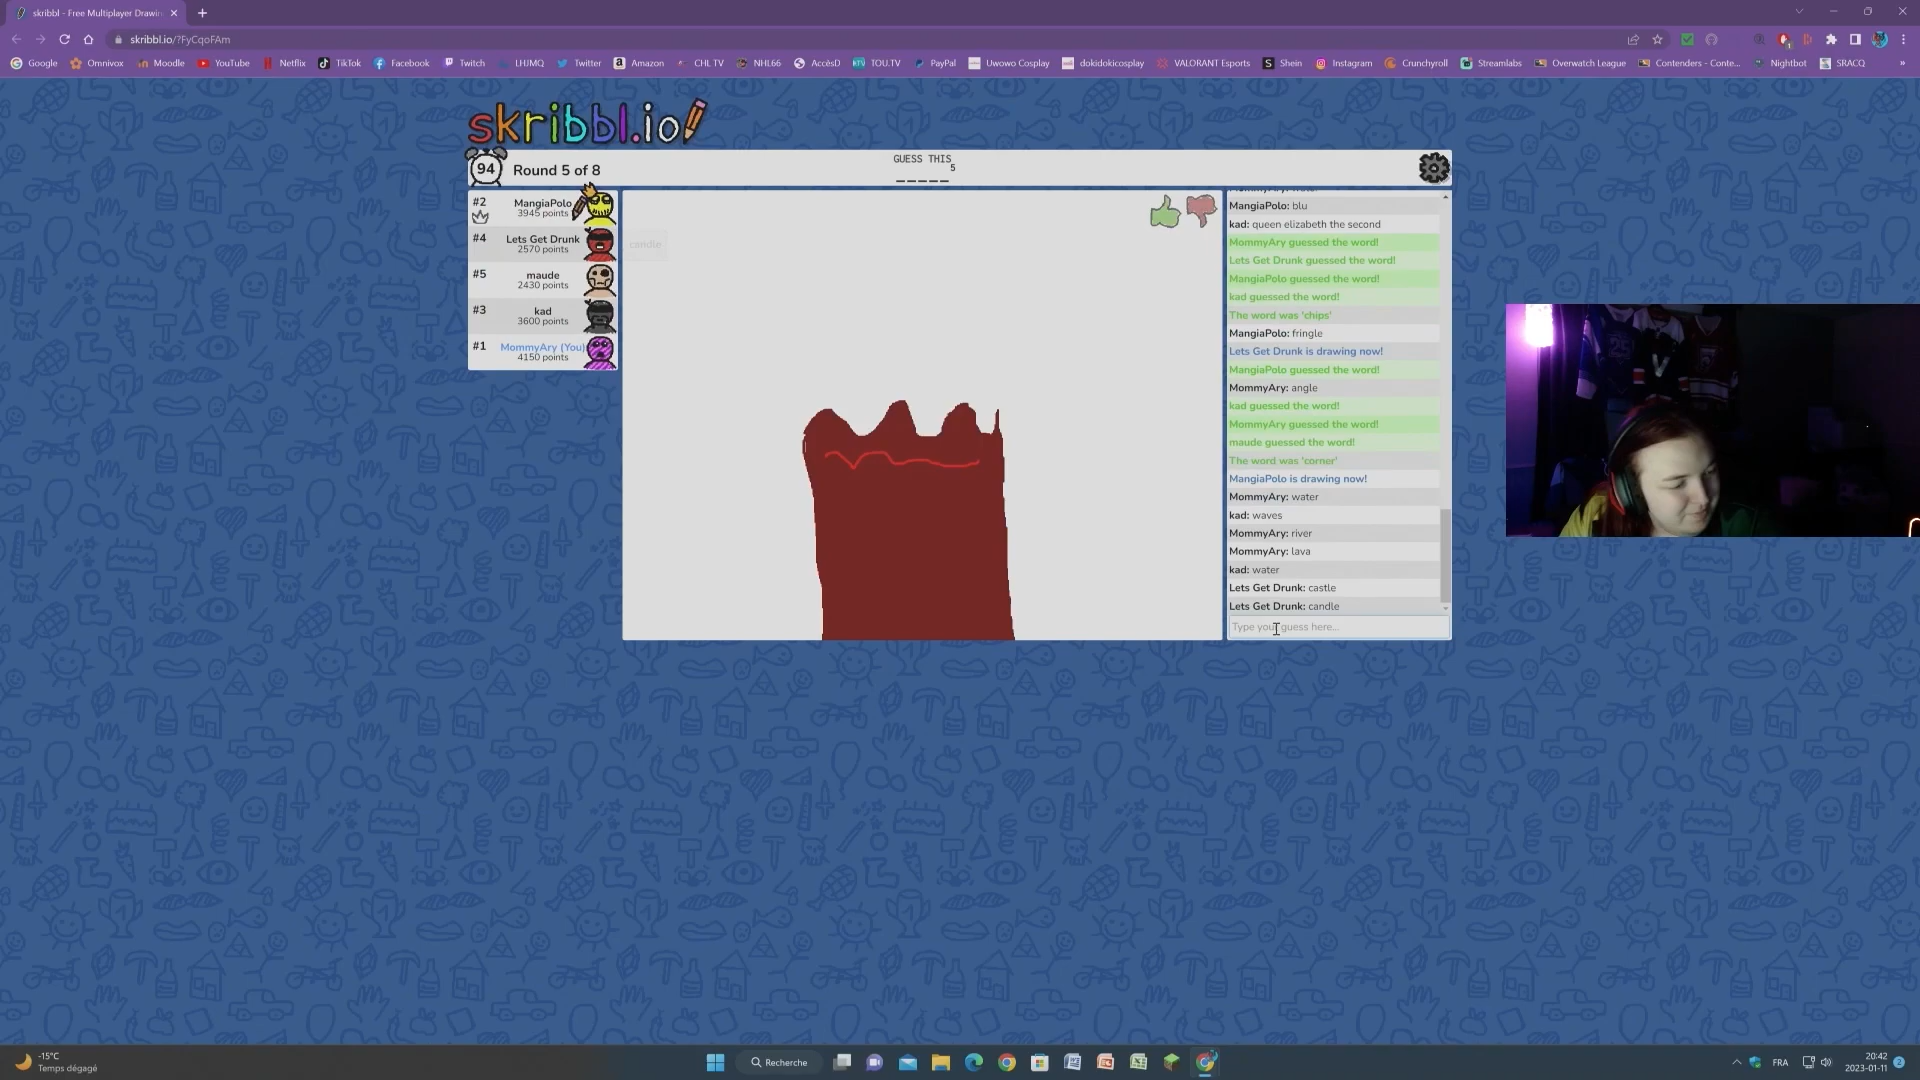 skribbl - Free Multiplayer Drawin
skribbl.io/?FyCqoFAm
Google Omnivox Moodle YouTube Netflix TikTok Facebook Twitch LHJMQ Twitter Amazon CHL TV NHL66 AccèsD TOU.TV PayPal Uwowo Cosplay dokidokicosplay VALORANT Esports Shein Instagram Crunchyroll Streamlabs Overwatch League Contenders - Conte... Nightbot SRACQ »
skribbl.io
94 Round 5 of 8
GUESS THIS
_____ 5
#2 MangiaPolo
3945 points
#4 Lets Get Drunk
2570 points
#5 maude
2430 points
#3 kad
3600 points
#1 MommyAry (You)
4150 points
candle
MangiaPolo: blu
kad: queen elizabeth the second
MommyAry guessed the word!
Lets Get Drunk guessed the word!
MangiaPolo guessed the word!
kad guessed the word!
The word was 'chips'
MangiaPolo: fringle
Lets Get Drunk is drawing now!
MangiaPolo guessed the word!
MommyAry: angle
kad guessed the word!
MommyAry guessed the word!
maude guessed the word!
The word was 'corner'
MangiaPolo is drawing now!
MommyAry: water
kad: waves
MommyAry: river
MommyAry: lava
kad: water
Lets Get Drunk: castle
Lets Get Drunk: candle
Type your guess here...
-15°C
Temps dégagé
Recherche
FRA
20:42
2023-01-11
2